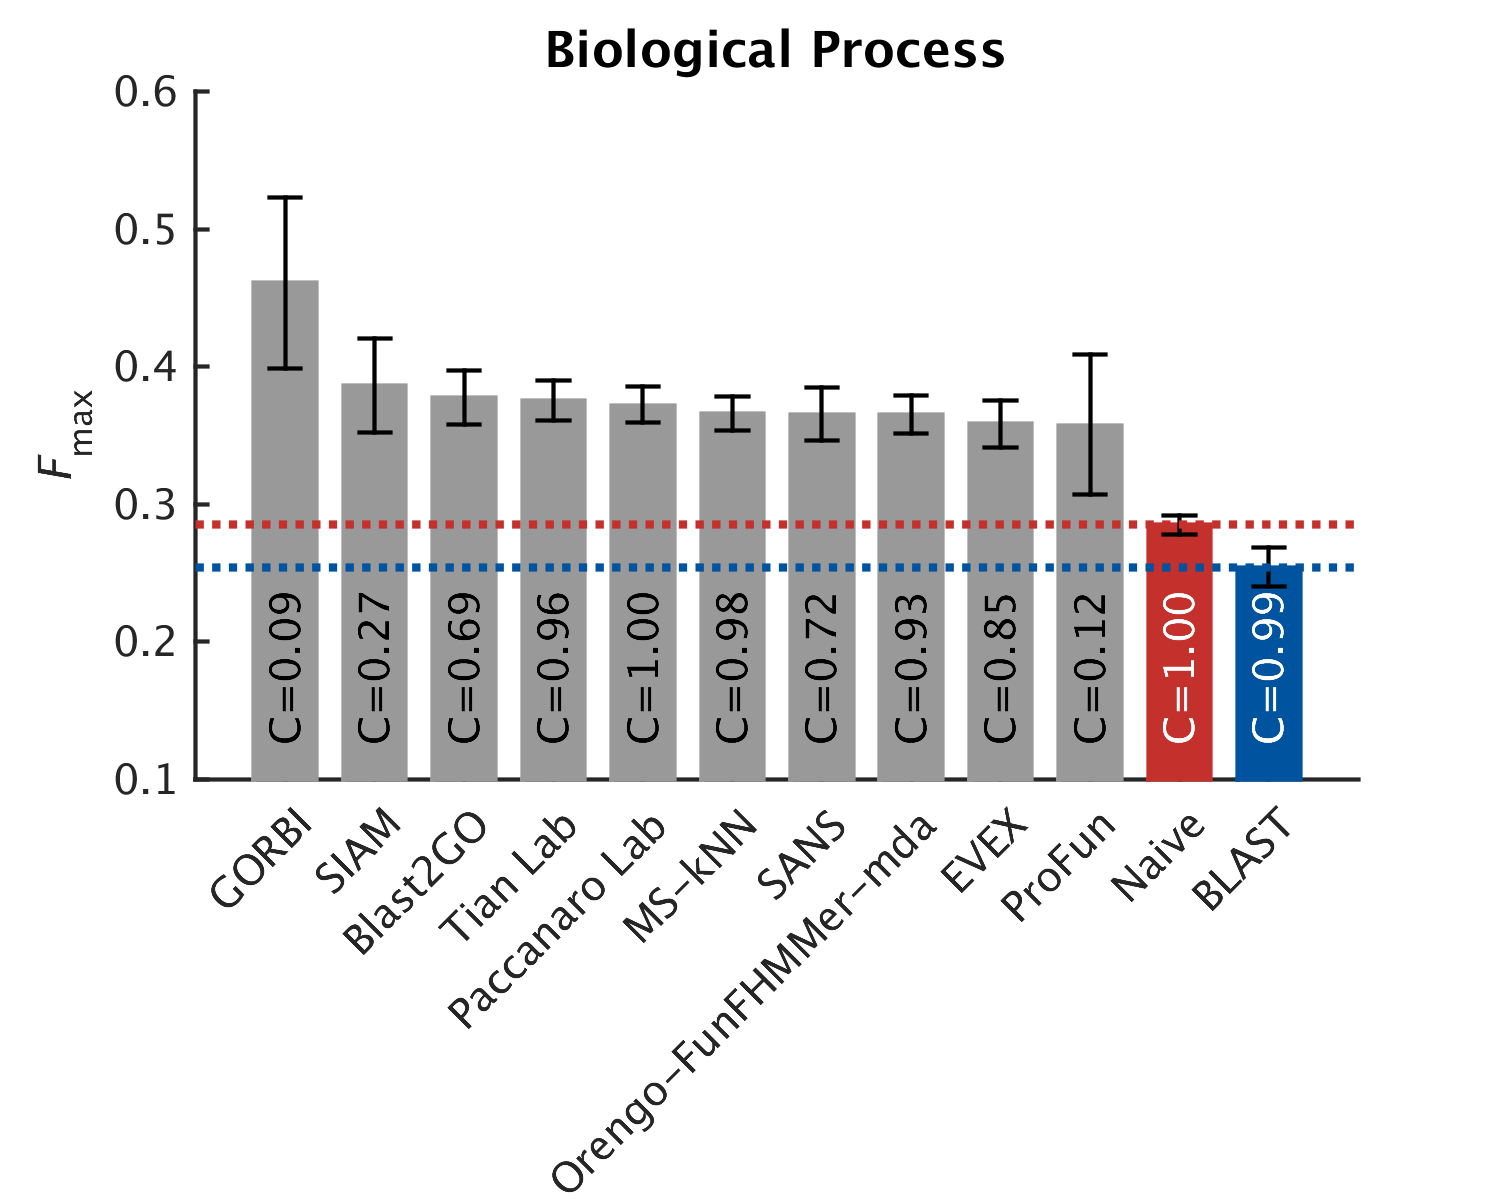 Biological Process
0.6
0.5
0.4
0.3
0.2
0.1
Fmax
C=0.09
C=0.27
C=0.69
C=0.96
C=1.00
C=0.98
C=0.72
C=0.93
C=0.85
C=0.12
C=1.00
C=0.99
GORBI
SIAM
Blast2GO
Tian Lab
Paccanaro Lab
MS-kNN
SANS
Orengo-FunFHMMer-mda
EVEX
ProFun
Naive
BLAST